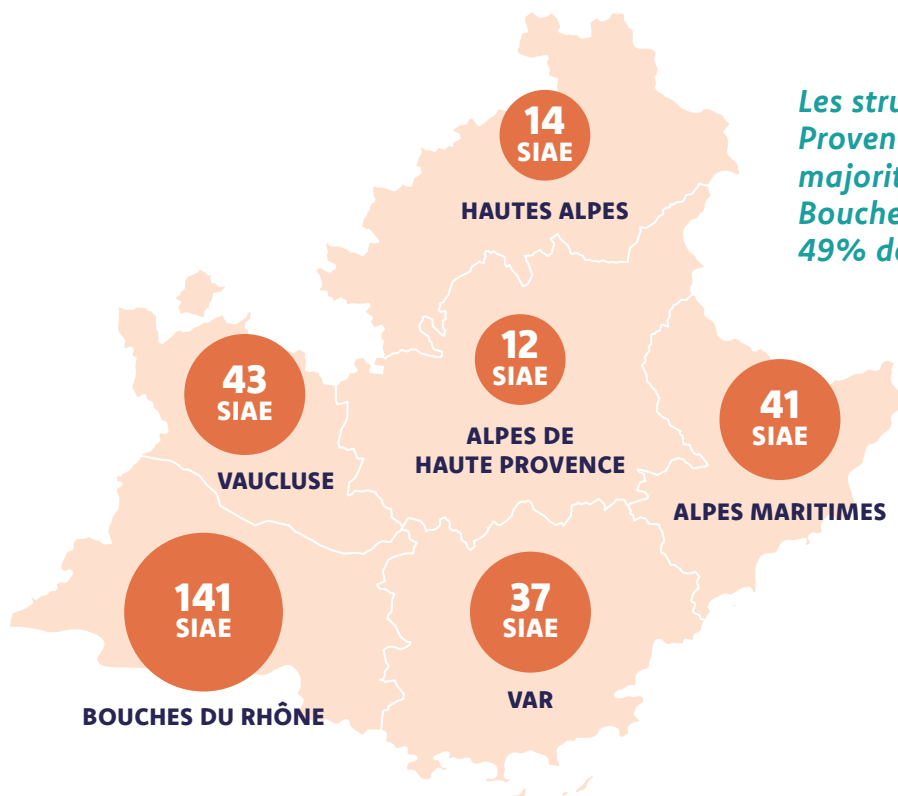 14
SIAE
HAUTES ALPES
Les
Proven
majorit
Bouche
49%
43
SIAE
VAUCLUSE
12
SIAE
ALPES DE
HAUTE PROVENCE
41
SIAE
ALPES MARITIMES
141
SIAE
BOUCHES DU RHÔNE
37
SIAE
VAR